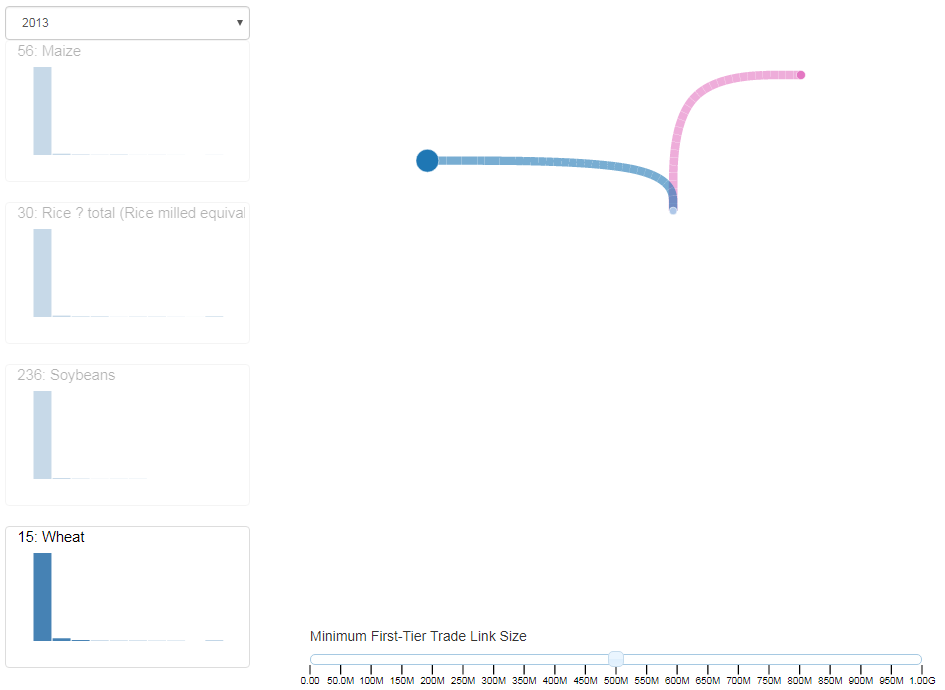 2013
56: Maize
30: Rice ? total (Rice milled equival
236: Soybeans
15: Wheat
Minimum First-Tier Trade Link Size
0.00 50.0M 100M 150M 200M 250M 300M 350M 400M 450M 500M 550M 600M 650M 700M 750M 800M 850M 900M 950M 1.00G